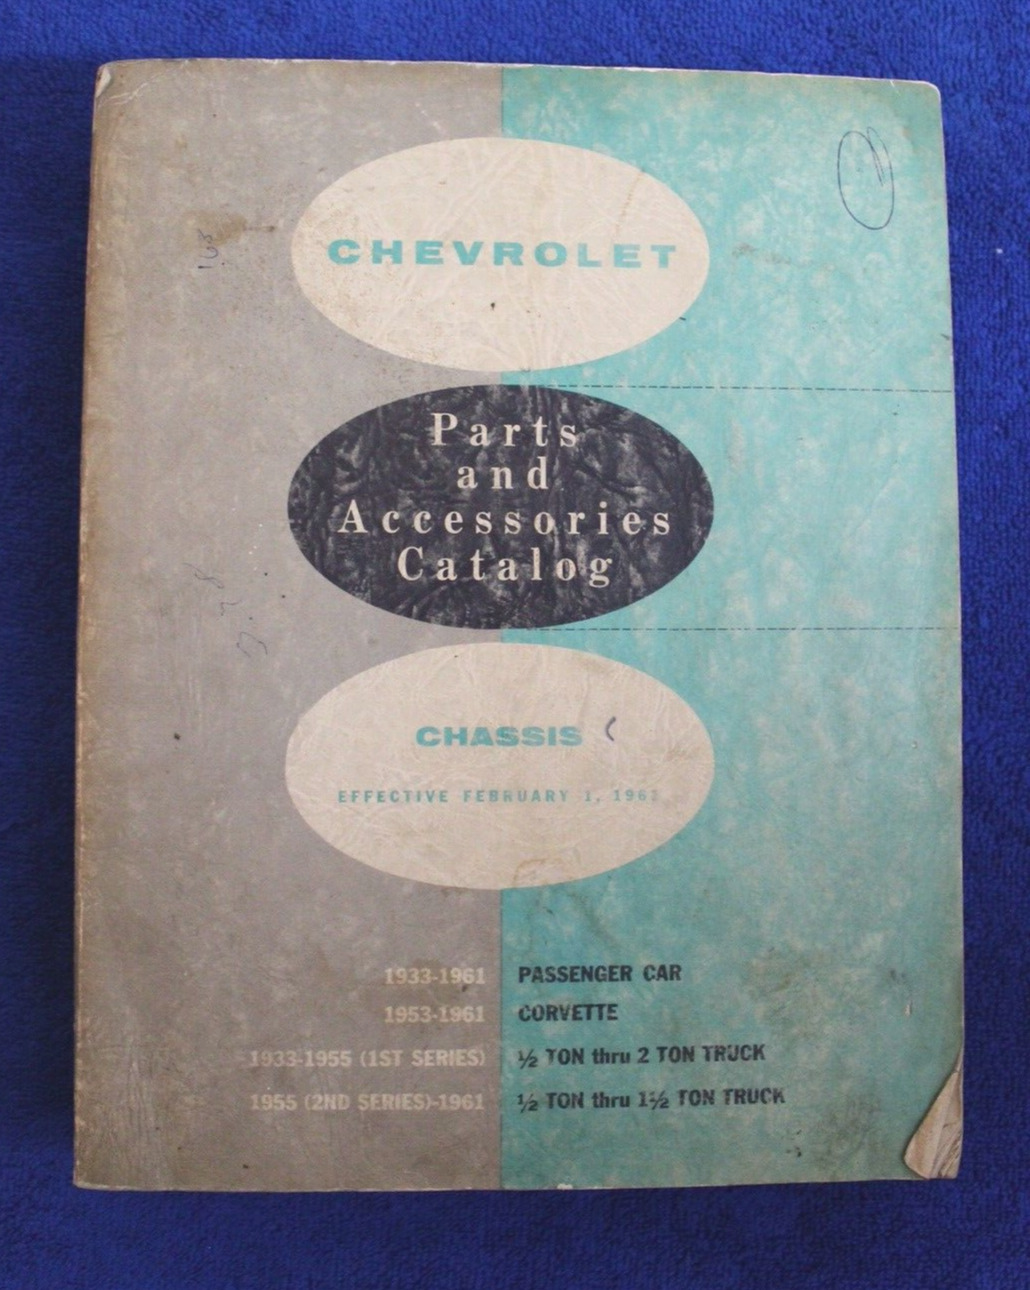 CHEVROLET
Parts
and
Accessories
Catalog
CHASSIS
EFFECTIVE FEBRUARY 1,
1933-1961 PASSENGER CAR
1953-1961 CORVETTE
1933-1955 (1ST SERIES) ½ TON thru 2 TON TRUCK
1955 (2ND SERIES)-1961 ½ TON thru 1½ TON TRUCK